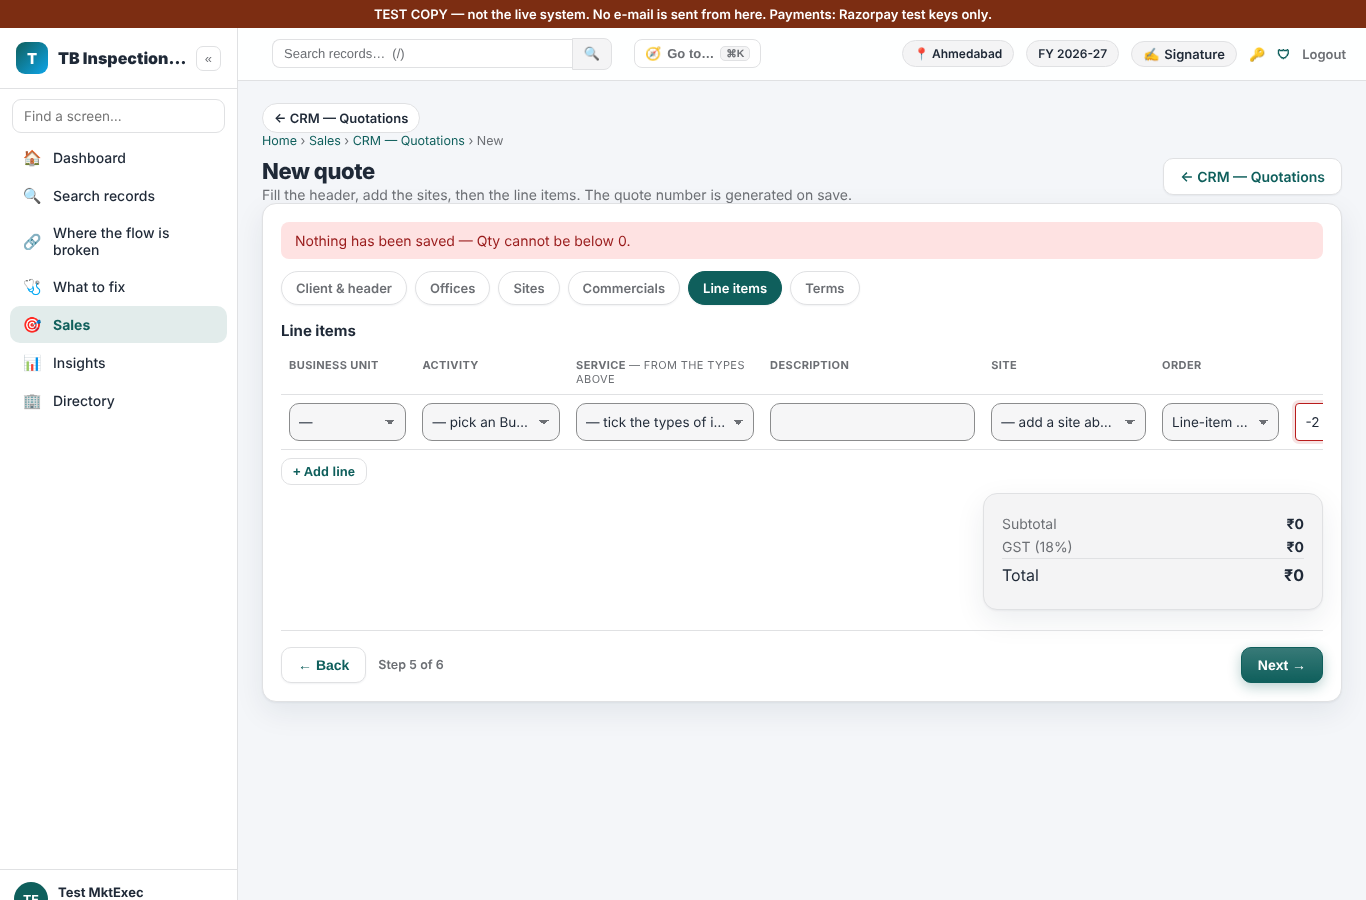 TEST COPY — not the live system. No e-mail is sent from here. Payments: Razorpay test keys only.
T TB Inspection... «
Search records... (/)
Go to... ⌘K
Ahmedabad
FY 2026-27
Signature
Logout
Find a screen...
Dashboard
Search records
Where the flow is
broken
What to fix
Sales
Insights
Directory
Test MktExec
← CRM — Quotations
Home › Sales › CRM — Quotations › New
New quote
← CRM — Quotations
Fill the header, add the sites, then the line items. The quote number is generated on save.
Nothing has been saved — Qty cannot be below 0.
Client & header
Offices
Sites
Commercials
Line items
Terms
Line items
BUSINESS UNIT ACTIVITY SERVICE — FROM THE TYPES
ABOVE
DESCRIPTION SITE ORDER
— — pick an Bu... — tick the types of i... — add a site ab... Line-item ... -2
+ Add line
Subtotal ₹0
GST (18%) ₹0
Total ₹0
← Back
Step 5 of 6
Next →